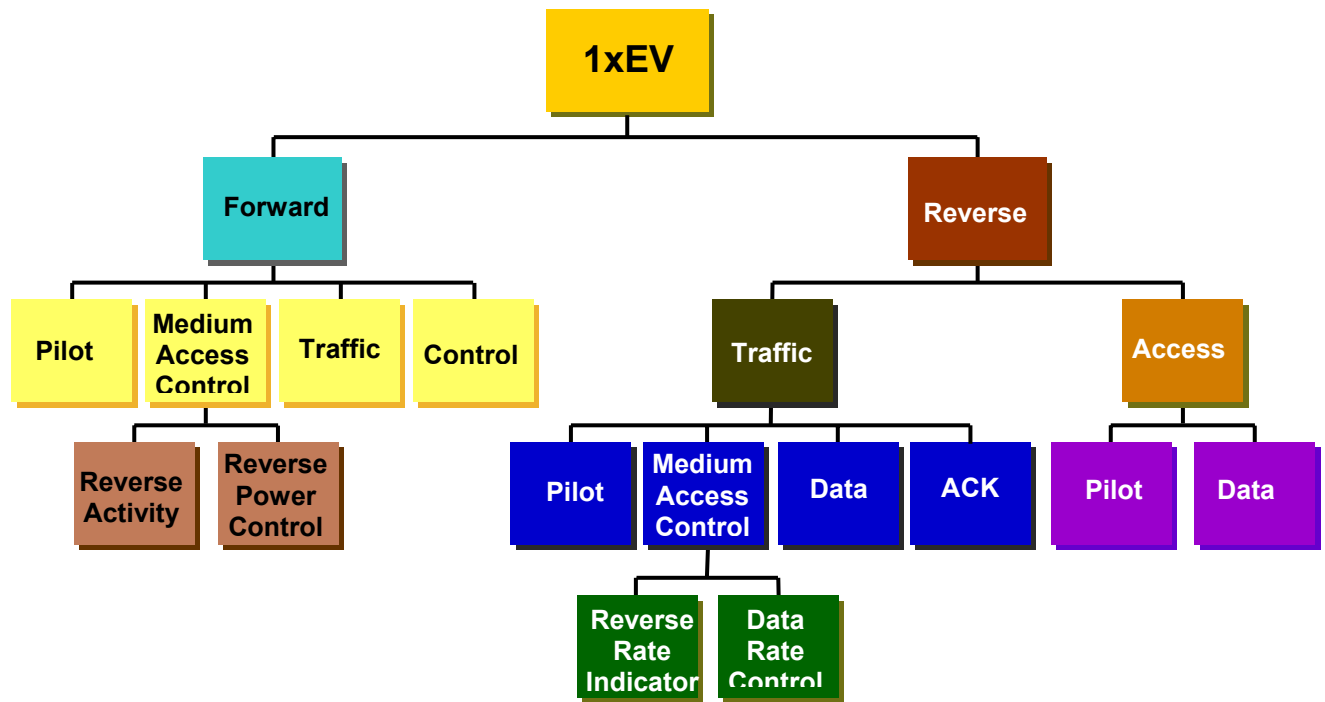 1xEV
Forward
Reverse
Pilot
Medium
Access
Control
Traffic
Control
Traffic
Access
Reverse
Activity
Reverse
Power
Control
Pilot
Medium
Access
Control
Data
ACK
Pilot
Data
Reverse
Rate
Indicator
Data
Rate
Control